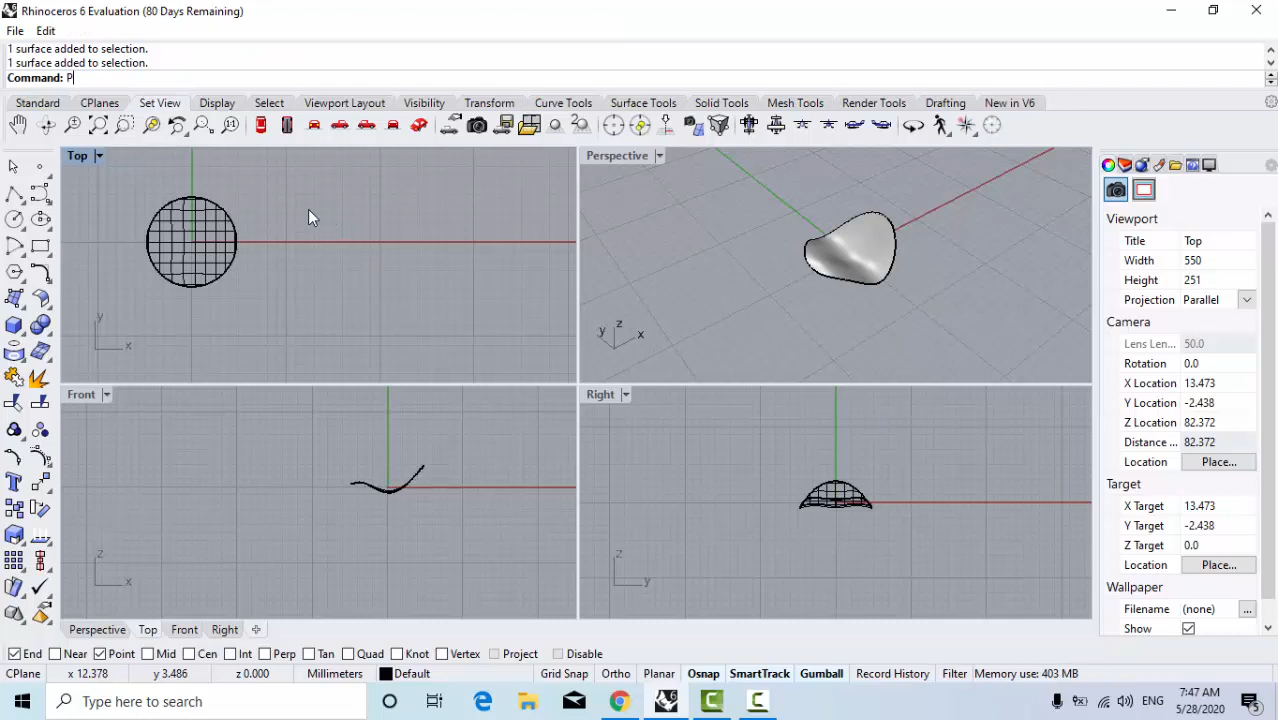 Rhinoceros 6 Evaluation (80 Days Remaining)
File Edit
1 surface added to selection.
1 surface added to selection.
Command: P
Standard CPlanes Set View Display Select Viewport Layout Visibility Transform Curve Tools Surface Tools Solid Tools Mesh Tools Render Tools Drafting New in V6
Top
Perspective
Front
Right
y
x
y z x
z
x
z
y
Viewport
Title Top
Width 550
Height 251
Projection Parallel
Camera
Lens Len... 50.0
Rotation 0.0
X Location 13.473
Y Location -2.438
Z Location 82.372
Distance ... 82.372
Location Place...
Target
X Target 13.473
Y Target -2.438
Z Target 0.0
Location Place...
Wallpaper
Filename (none) ...
Show
Perspective Top Front Right
End Near Point Mid Cen Int Perp Tan Quad Knot Vertex Project Disable
CPlane x 12.378 y 3.486 z 0.000 Millimeters Default Grid Snap Ortho Planar Osnap SmartTrack Gumball Record History Filter Memory use: 403 MB
Type here to search
ENG
7:47 AM
5/28/2020
5